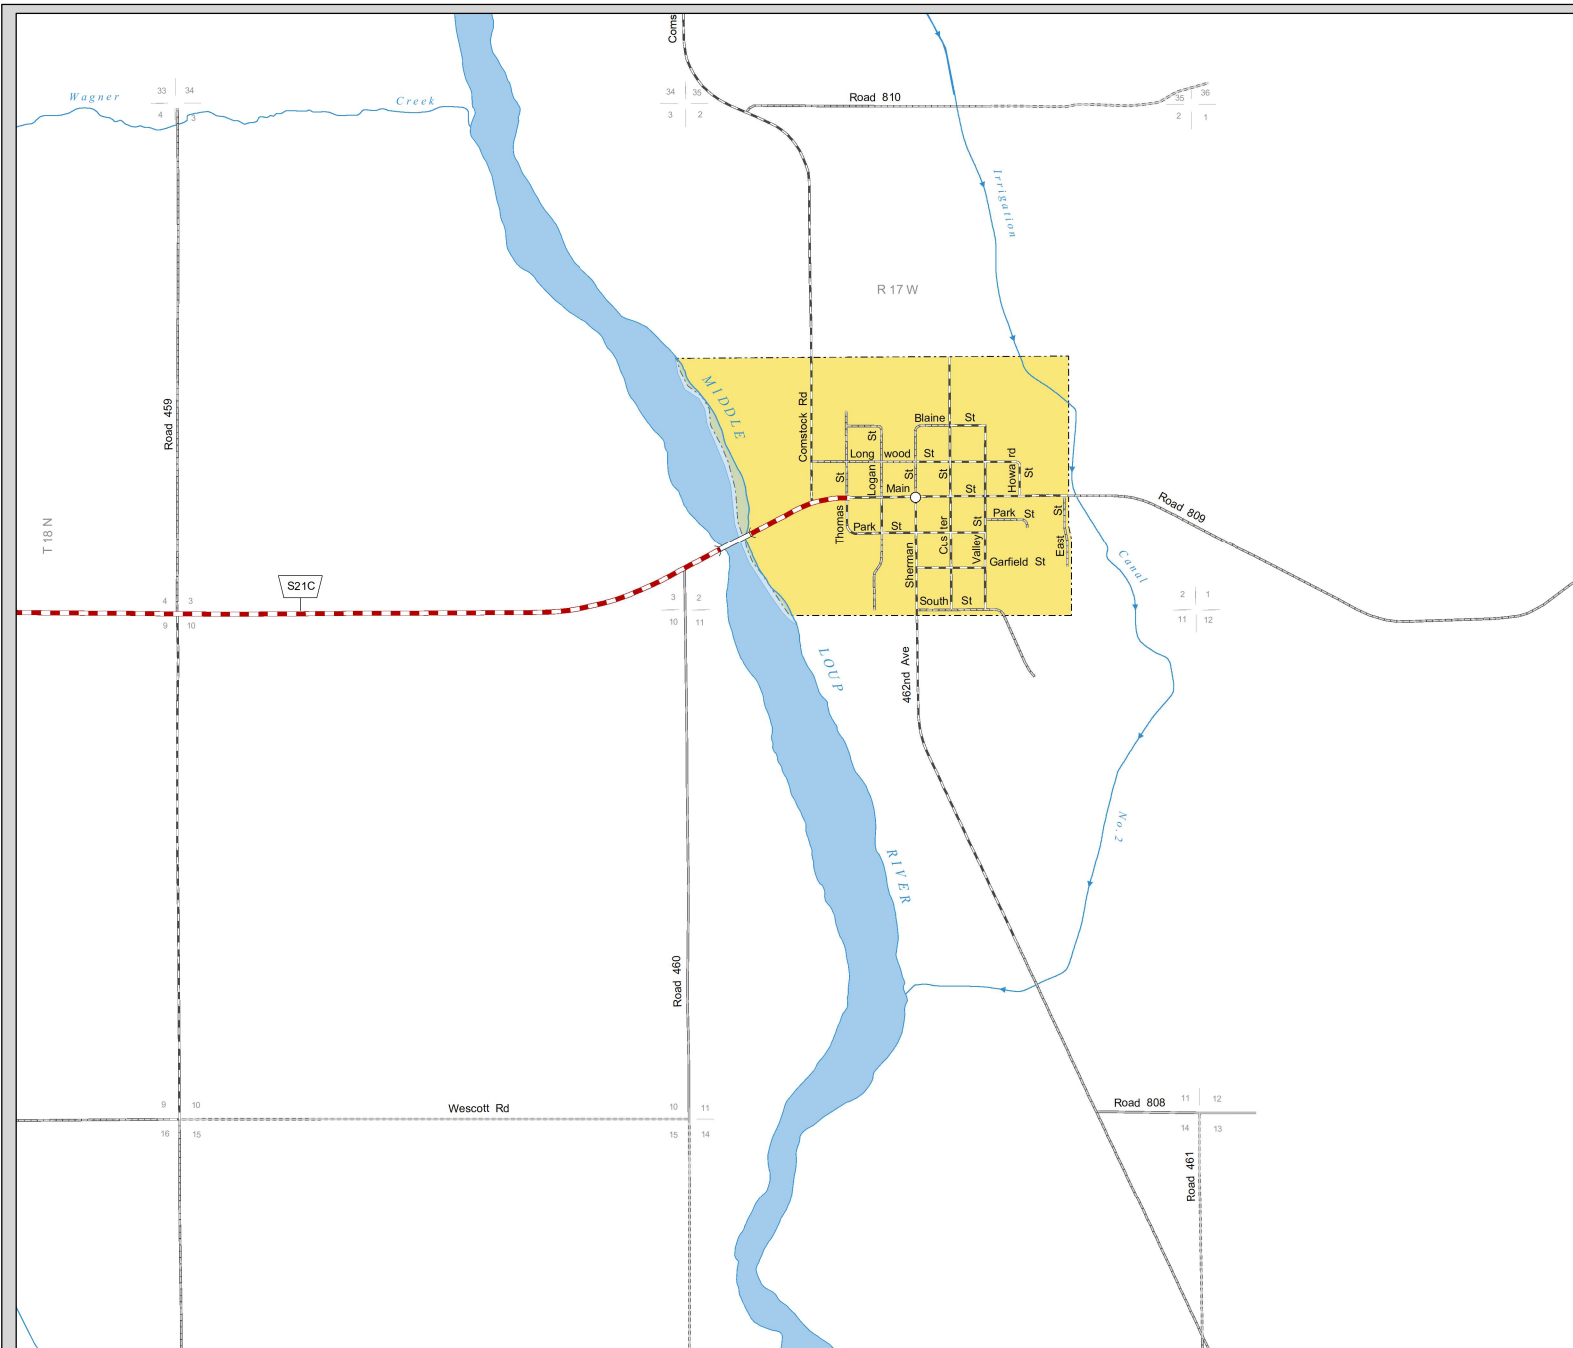 Coms
33 34
4 3
Wagner Creek
34 35
3 2
Road 810
35 36
2 1
Irrigation
R 17 W
Road 459
T 18 N
MIDDLE
Comstock Rd
Blaine St
St
Longwood St
Logan
St
St
St
Howard
St
Main St
Thomas
Park St
Park St
Sherman
Custer
Valley St
Garfield St
East St
South St
Road 809
Canal
S21C
4 3
9 10
3 2
10 11
2 1
11 12
LOUP
462nd Ave
No. 2
RIVER
Road 460
Wescott Rd
9 10
16 15
10 11
15 14
Road 808
11 12
14 13
Road 461